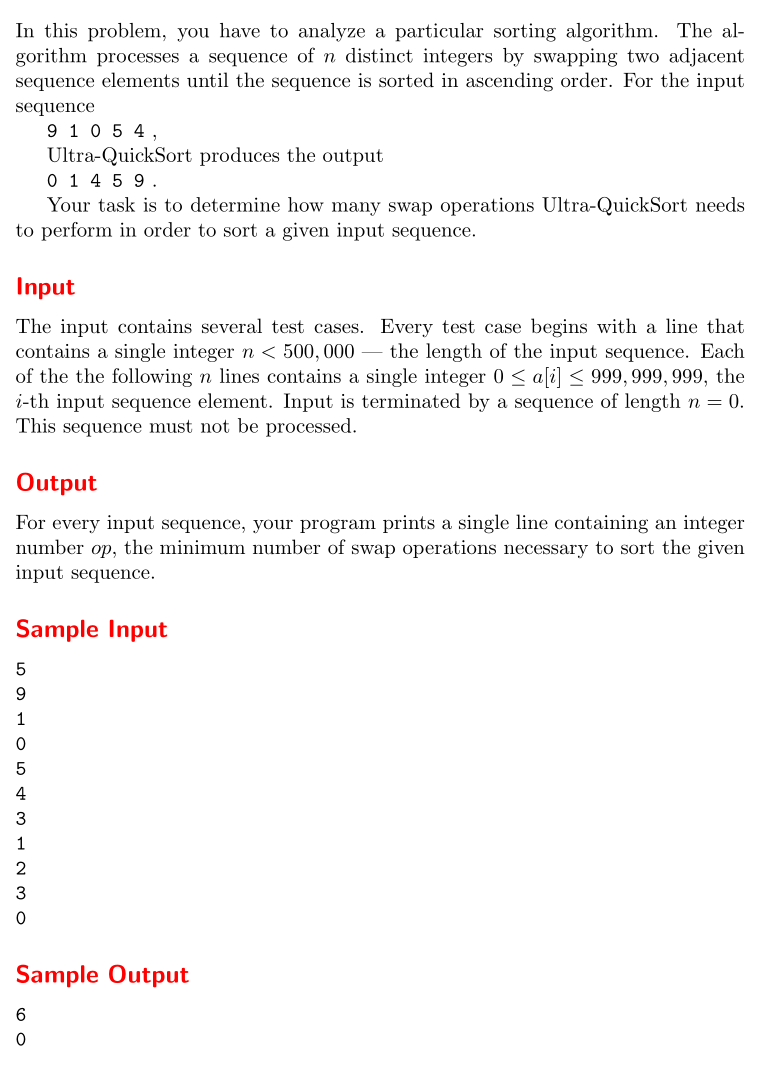 In this problem, you have to analyze a particular sorting algorithm. The al-
gorithm processes a sequence of n distinct integers by swapping two adjacent
sequence elements until the sequence is sorted in ascending order. For the input
sequence
9 1 0 5 4 ,
Ultra-QuickSort produces the output
0 1 4 5 9 .
Your task is to determine how many swap operations Ultra-QuickSort needs
to perform in order to sort a given input sequence.
Input
The input contains several test cases. Every test case begins with a line that
contains a single integer n < 500,000 — the length of the input sequence. Each
of the the following n lines contains a single integer 0 ≤ a[i] ≤ 999,999,999, the
i-th input sequence element. Input is terminated by a sequence of length n = 0.
This sequence must not be processed.
Output
For every input sequence, your program prints a single line containing an integer
number op, the minimum number of swap operations necessary to sort the given
input sequence.
Sample Input
5
9
1
0
5
4
3
1
2
3
0
Sample Output
6
0